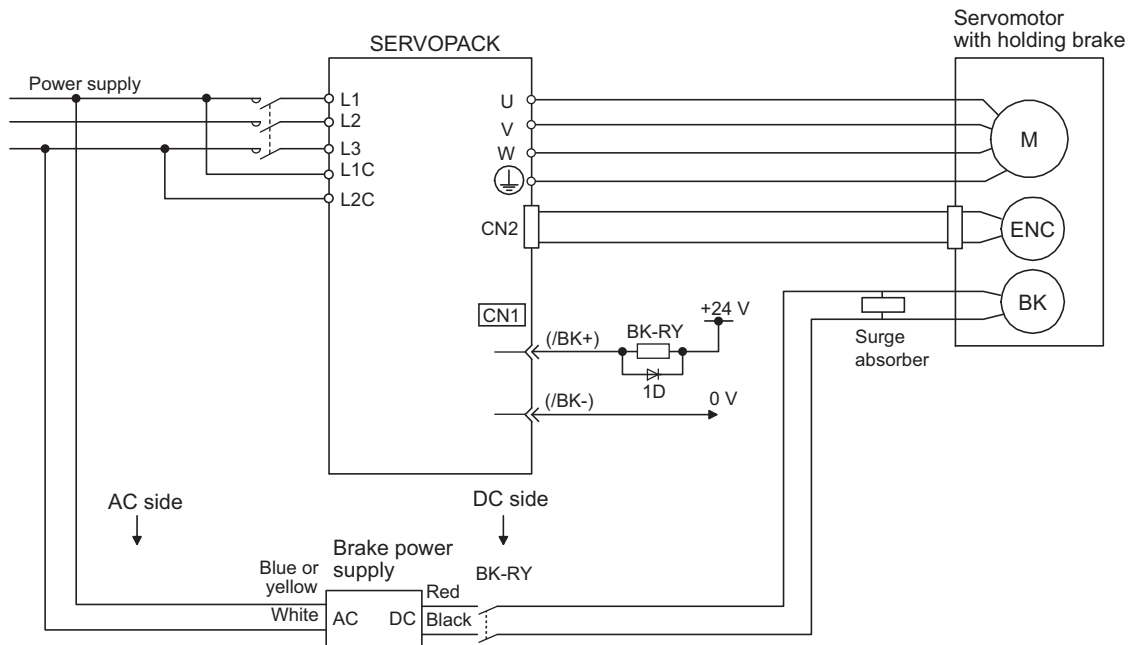 Servomotor
with holding brake
SERVOPACK
Power supply
L1
L2
L3
L1C
L2C
U
V
W
CN2
CN1
M
ENC
BK
(/BK+)
BK-RY
+24 V
1D
(/BK-)
0 V
Surge
absorber
AC side
DC side
Brake power
supply
BK-RY
Blue or
yellow
White
AC
DC
Red
Black